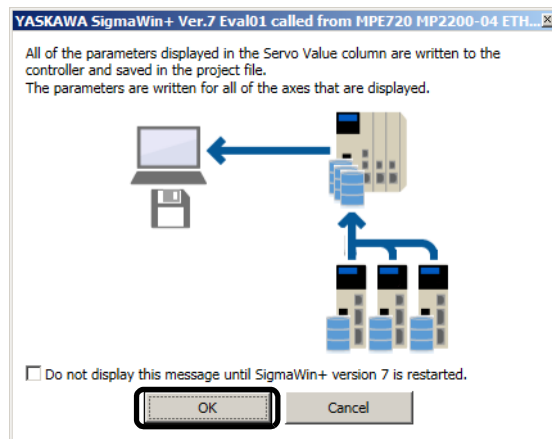 YASKAWA SigmaWin+ Ver.7 Eval01 called from MPE720 MP2200-04 ETH...
All of the parameters displayed in the Servo Value column are written to the
controller and saved in the project file.
The parameters are written for all of the axes that are displayed.
Do not display this message until SigmaWin+ version 7 is restarted.
OK
Cancel